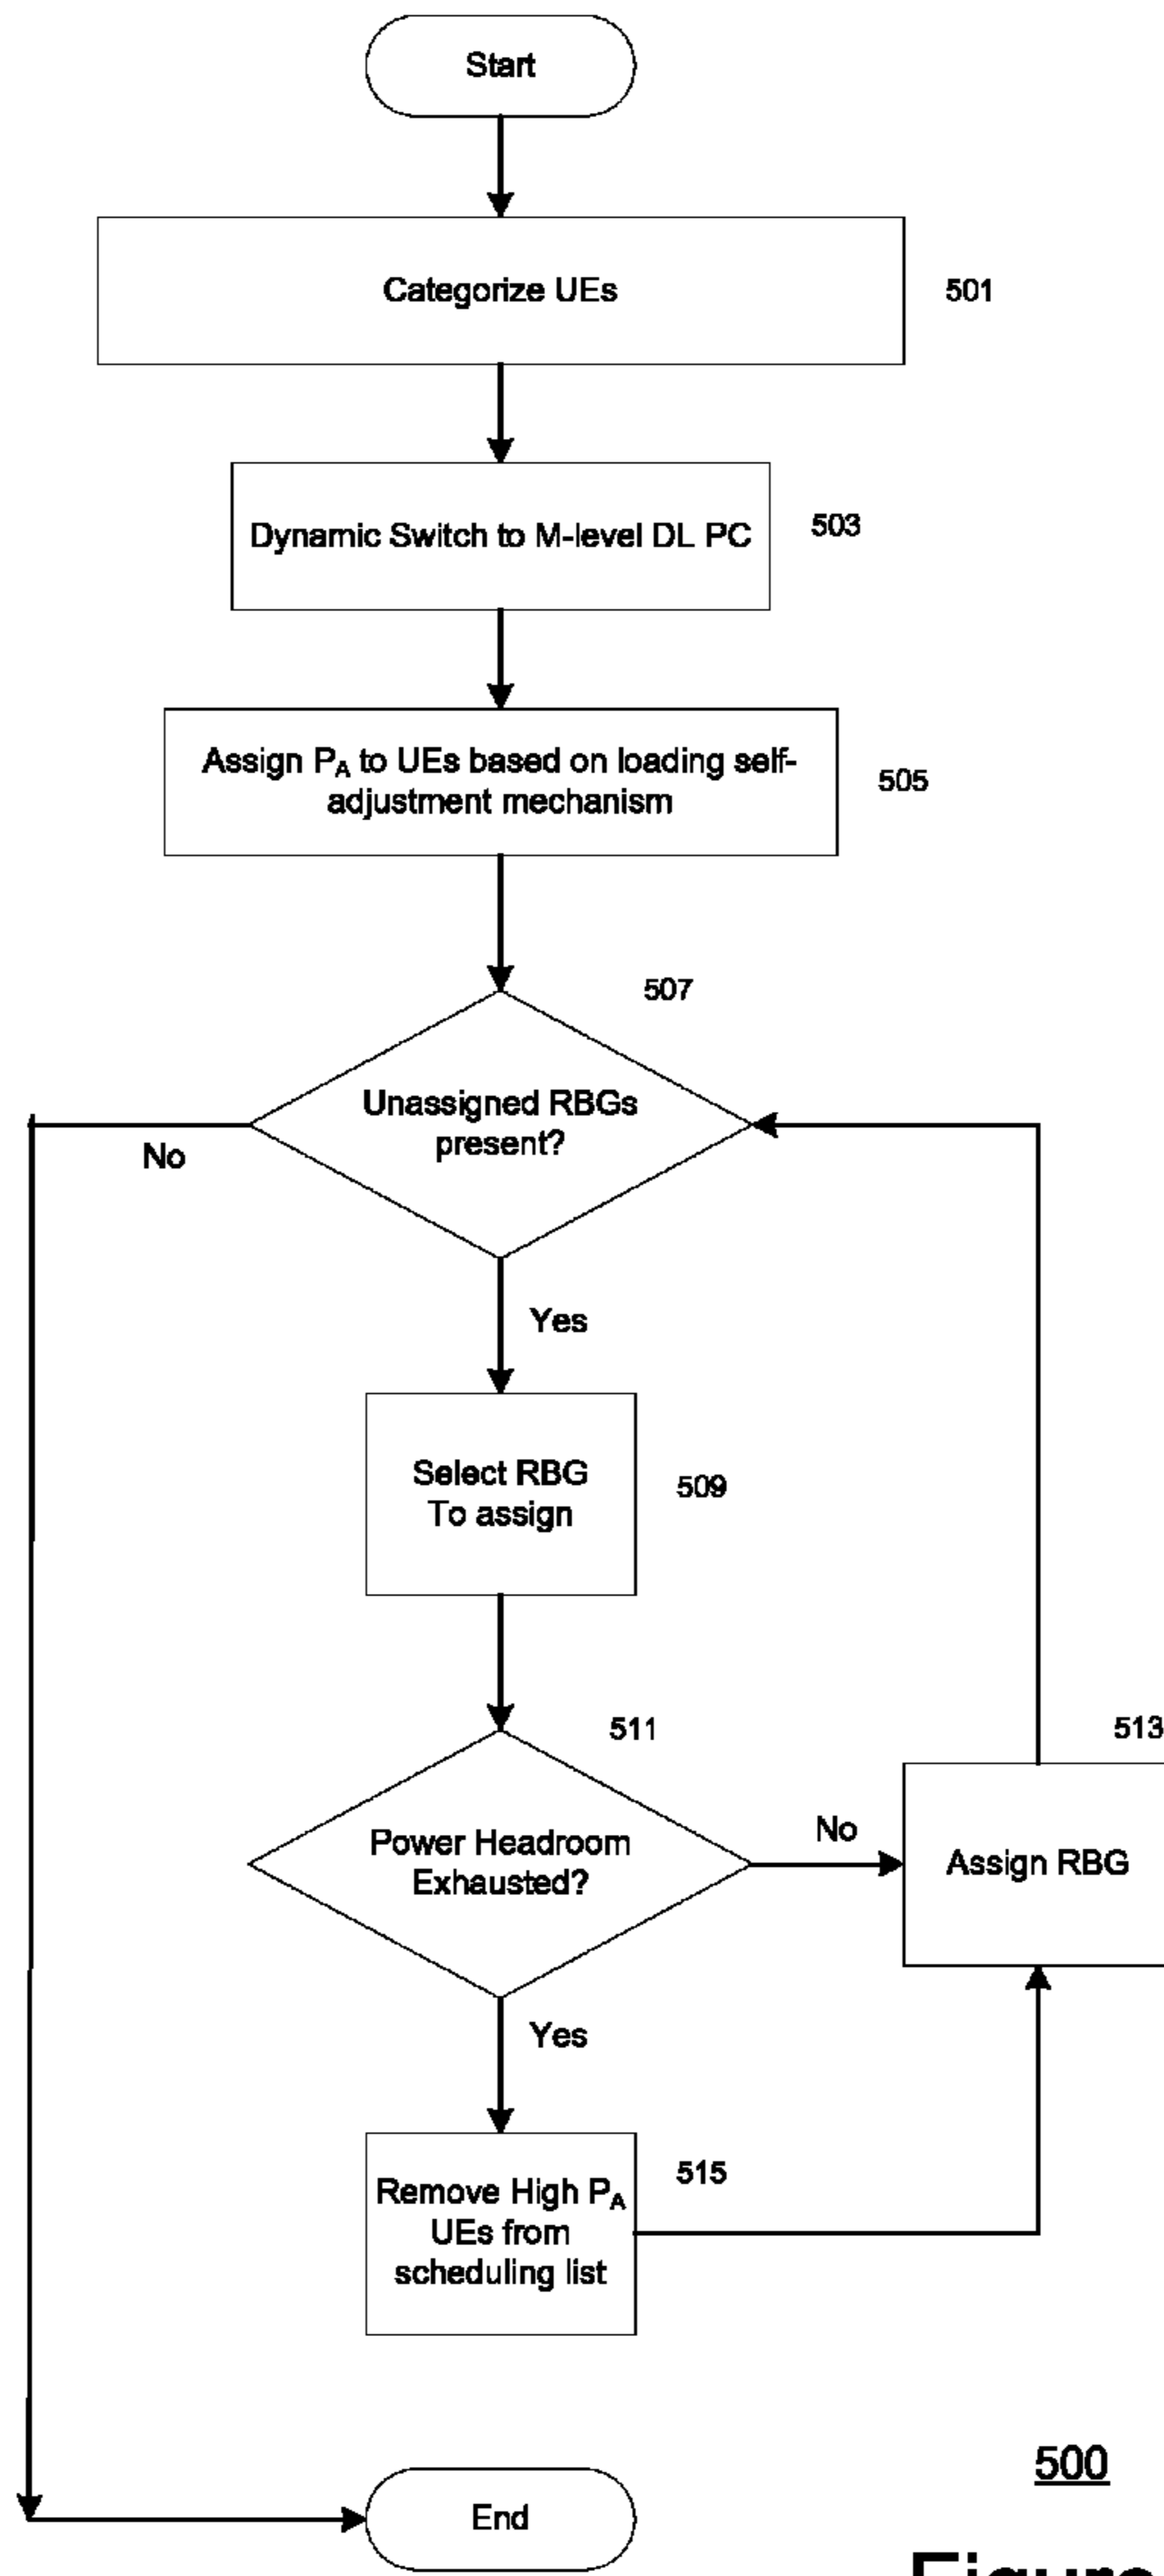 Start
Categorize UEs
501
Dynamic Switch to M-level DL PC
503
Assign PA to UEs based on loading self-
adjustment mechanism
505
507
Unassigned RBGs
present?
No
Yes
Select RBG
To assign
509
511
513
Power Headroom
Exhausted?
No
Assign RBG
Yes
Remove High PA
UEs from
scheduling list
515
500
End
Figure